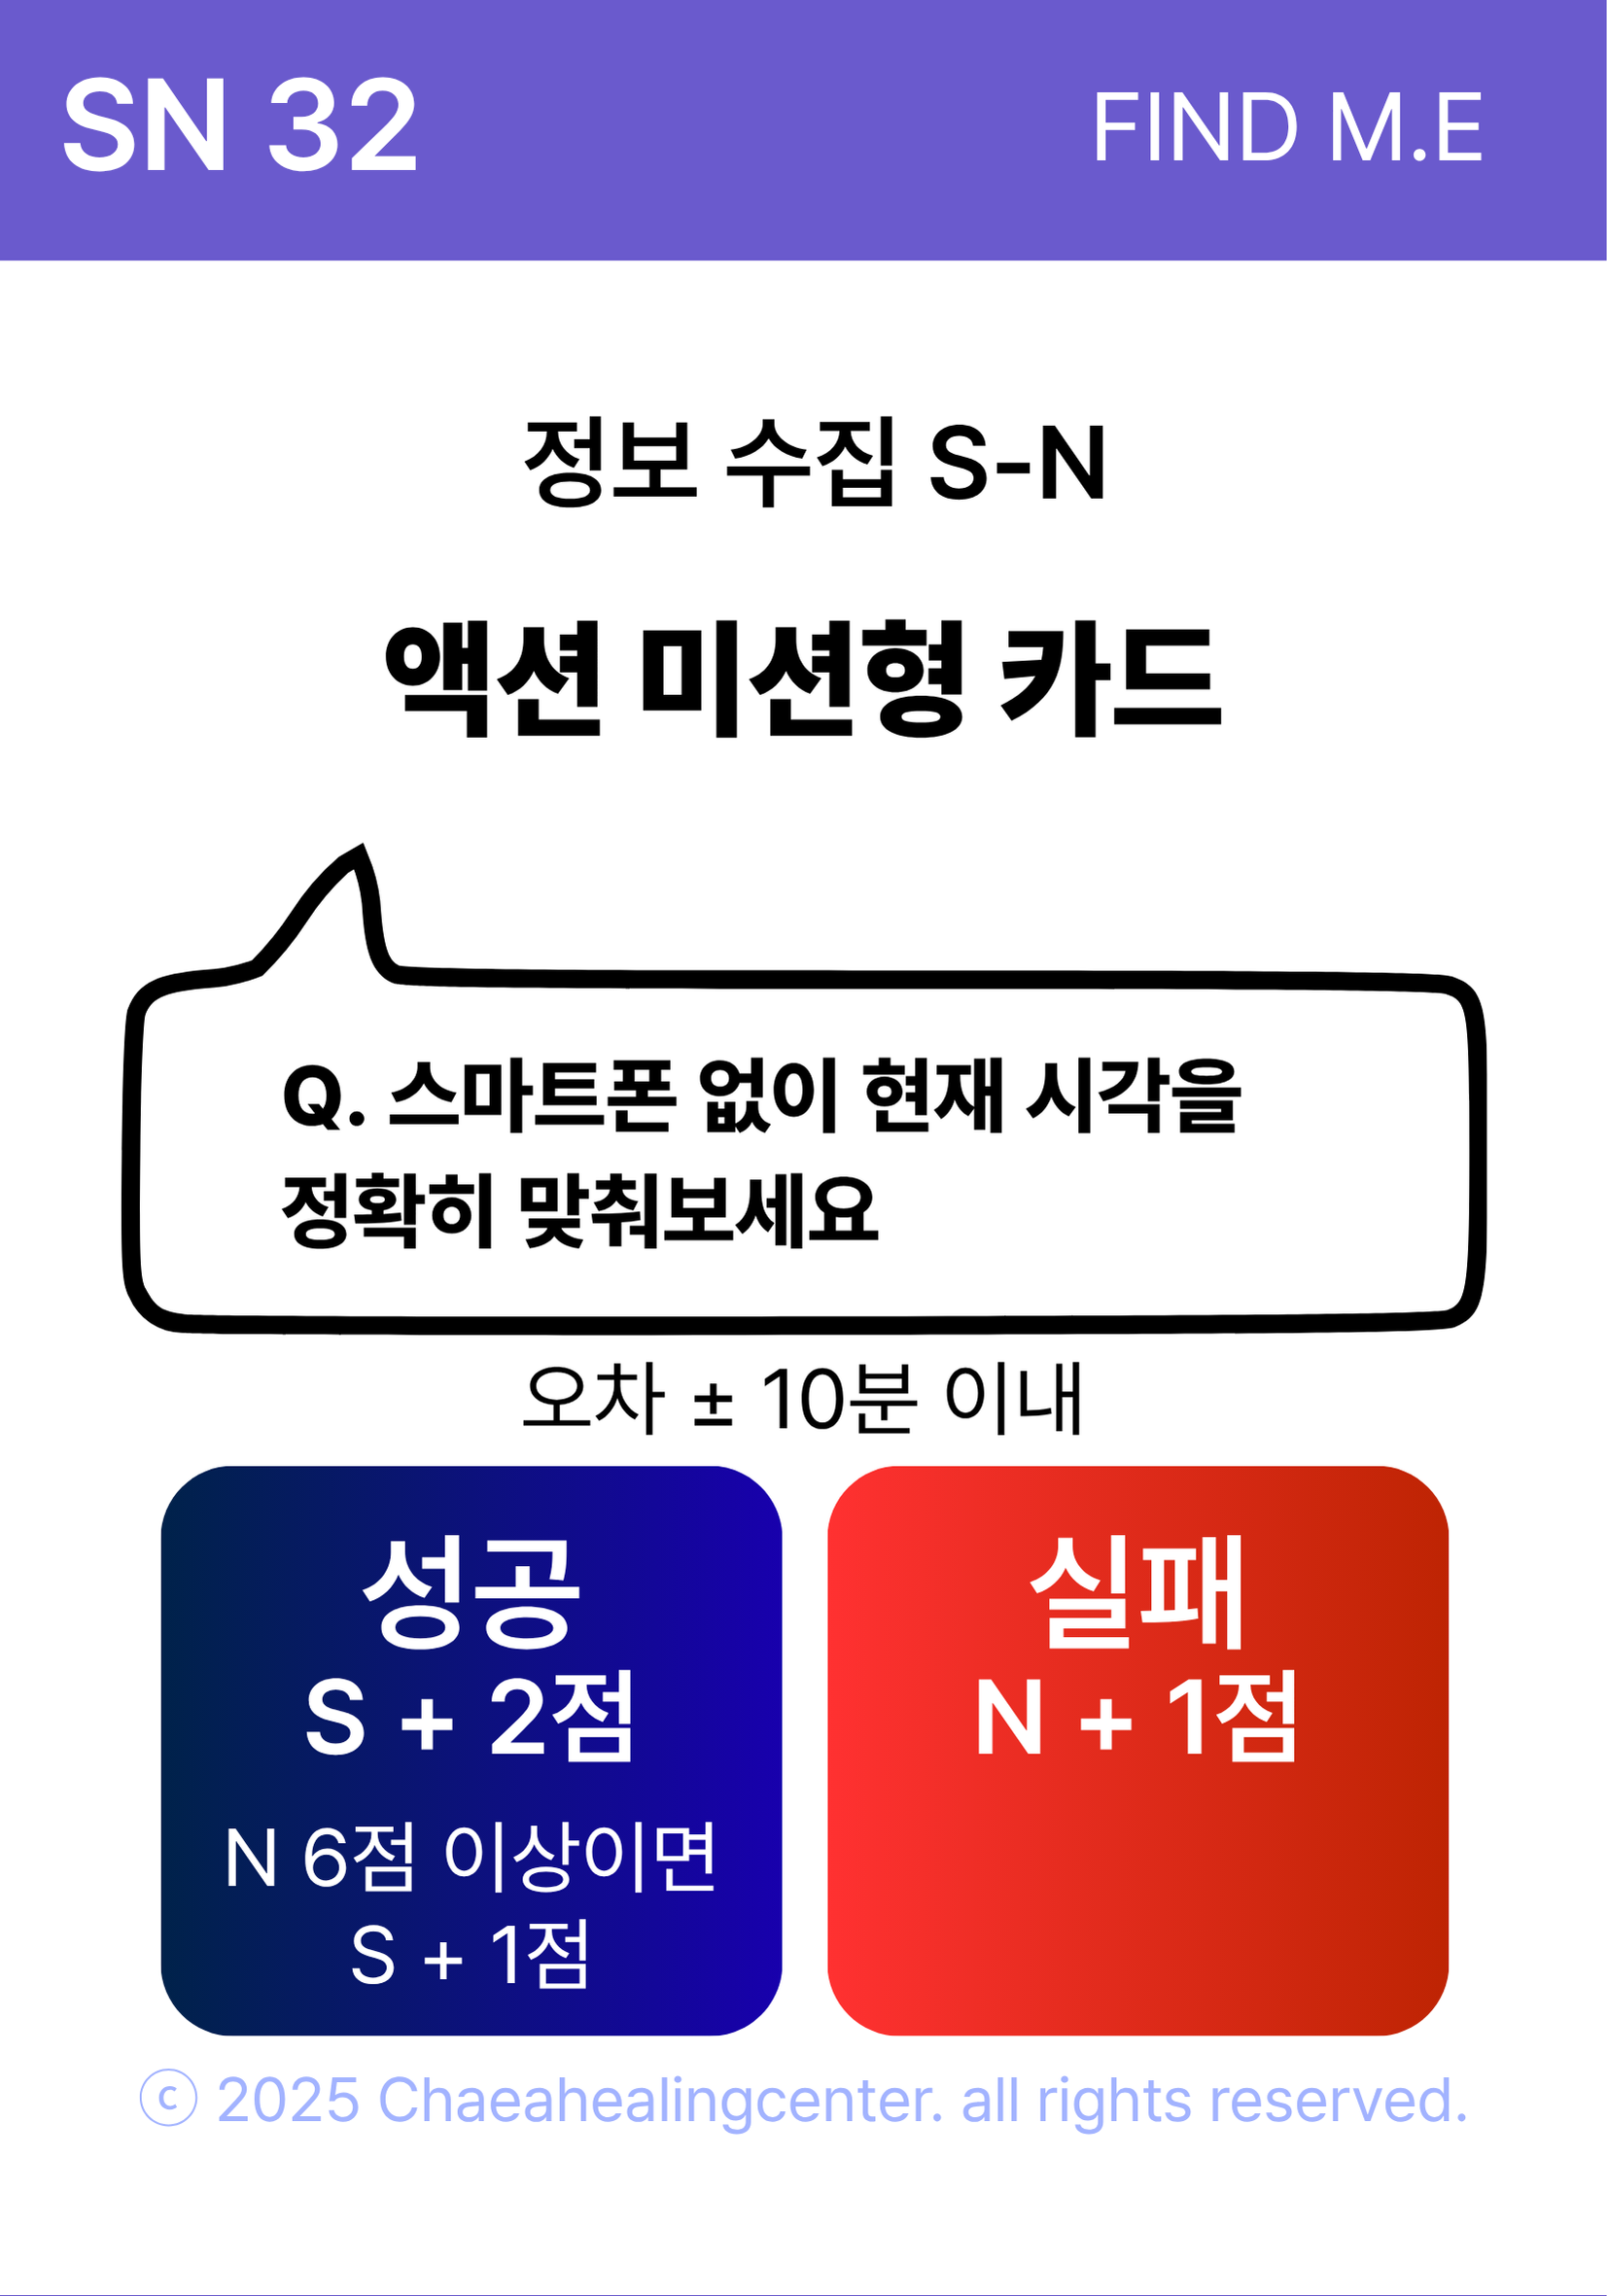 SN 32
FIND M.E
정보 수집 S-N
액션 미션형 카드
Q. 스마트폰 없이 현재 시각을
정확히 맞춰보세요
오차 ± 10분 이내
성공
S + 2점
N 6점 이상이면
S + 1점
실패
N + 1점
ⓒ 2025 Chaeahealingcenter. all rights reserved.